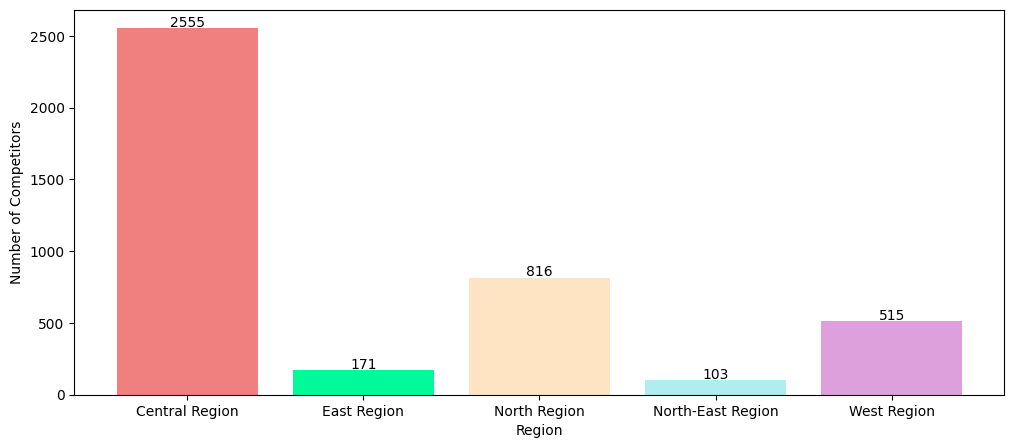 2555
2500
2000
1500
1000
816
500
515
171
103
0
Number of Competitors
Central Region
East Region
North Region
North-East Region
West Region
Region